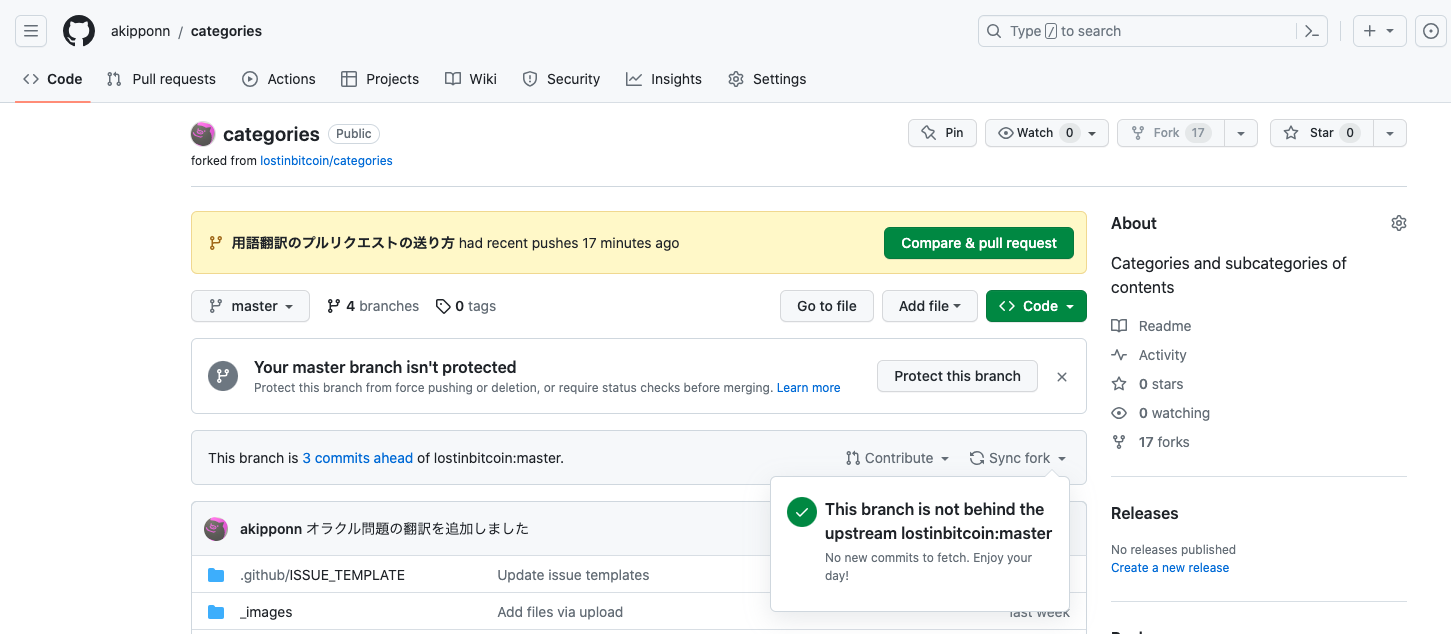 akipponn / categories
Type / to search
Code Pull requests Actions Projects Wiki Security Insights Settings
categories Public
Pin Watch 0 Fork 17 Star 0
forked from lostinbitcoin/categories
用語翻訳のプルリクエストの送り方 had recent pushes 17 minutes ago
Compare & pull request
master 4 branches 0 tags
Go to file Add file Code
Your master branch isn't protected
Protect this branch from force pushing or deletion, or require status checks before merging. Learn more
Protect this branch
This branch is 3 commits ahead of lostinbitcoin:master.
Contribute Sync fork
This branch is not behind the
upstream lostinbitcoin:master
No new commits to fetch. Enjoy your
day!
akipponn オラクル問題の翻訳を追加しました
.github/ISSUE_TEMPLATE Update issue templates
_images Add files via upload last week
About
Categories and subcategories of
contents
Readme
Activity
0 stars
0 watching
17 forks
Releases
No releases published
Create a new release